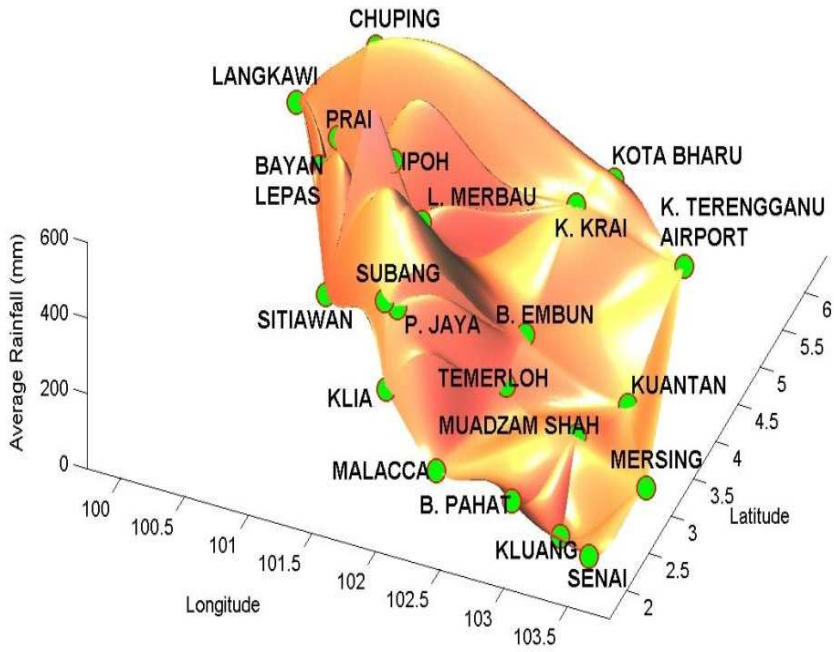 CHUPING
LANGKAWI
PRAI
BAYAN
LEPAS
IPOH
KOTA BHARU
L. MERBAU
K. KRAI
K. TERENGGANU
AIRPORT
SUBANG
SITIAWAN
P. JAYA
B. EMBUN
KLIA
TEMERLOH
KUANTAN
MUADZAM SHAH
MALACCA
MERSING
B. PAHAT
KLUANG
SENAI
Average Rainfall (mm)
600
400
200
0
100
100.5
101
101.5
102
102.5
103
103.5
Longitude
6
5.5
5
4.5
4
3.5
3
2.5
2
Latitude